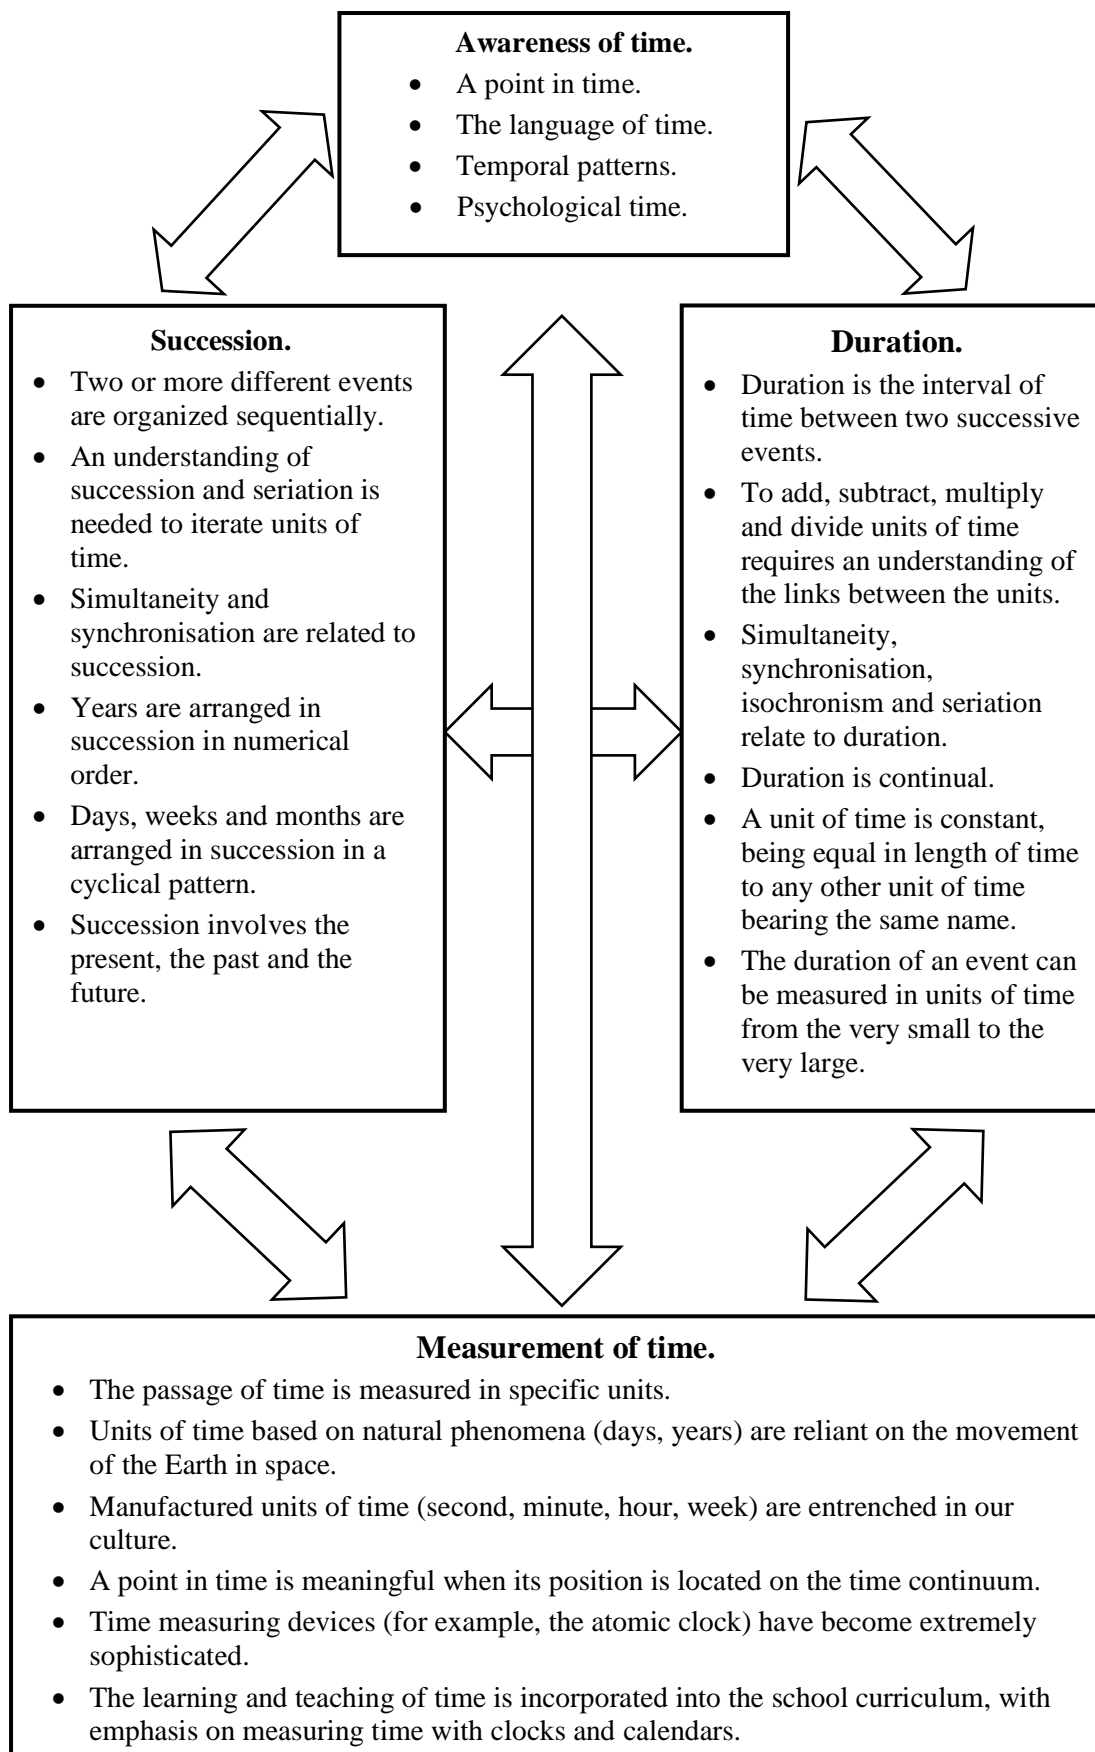 Awareness of time.
• A point in time.
• The language of time.
• Temporal patterns.
• Psychological time.
Succession.
• Two or more different events
are organized sequentially.
• An understanding of
succession and seriation is
needed to iterate units of
time.
• Simultaneity and
synchronisation are related to
succession.
• Years are arranged in
succession in numerical
order.
• Days, weeks and months are
arranged in succession in a
cyclical pattern.
• Succession involves the
present, the past and the
future.
Duration.
• Duration is the interval of
time between two successive
events.
• To add, subtract, multiply
and divide units of time
requires an understanding of
the links between the units.
• Simultaneity,
synchronisation,
isochronism and seriation
relate to duration.
• Duration is continual.
• A unit of time is constant,
being equal in length of time
to any other unit of time
bearing the same name.
• The duration of an event can
be measured in units of time
from the very small to the
very large.
Measurement of time.
• The passage of time is measured in specific units.
• Units of time based on natural phenomena (days, years) are reliant on the movement
of the Earth in space.
• Manufactured units of time (second, minute, hour, week) are entrenched in our
culture.
• A point in time is meaningful when its position is located on the time continuum.
• Time measuring devices (for example, the atomic clock) have become extremely
sophisticated.
• The learning and teaching of time is incorporated into the school curriculum, with
emphasis on measuring time with clocks and calendars.